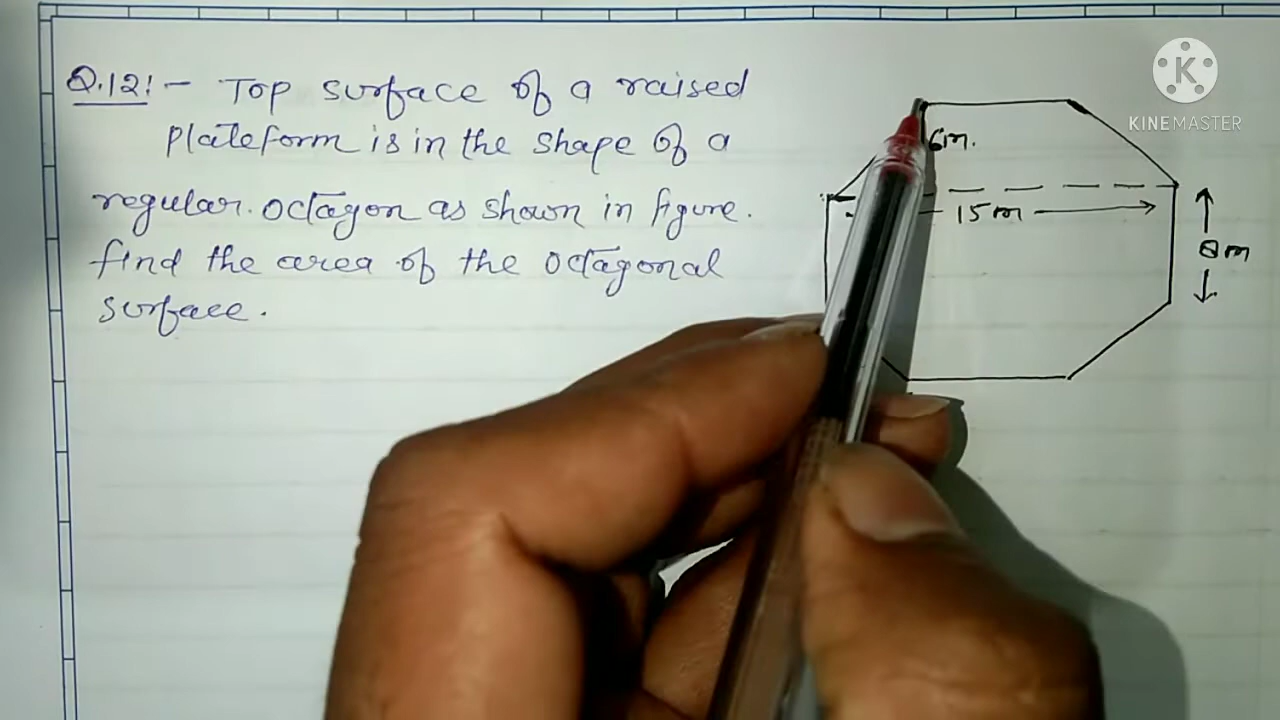 Q.12!- Top surface of a raised
plateform is in the shape of a
regular. octagon as shown in figure.
find the area of the octagonal
surface.
6m.
15m
8m
KINEMASTER